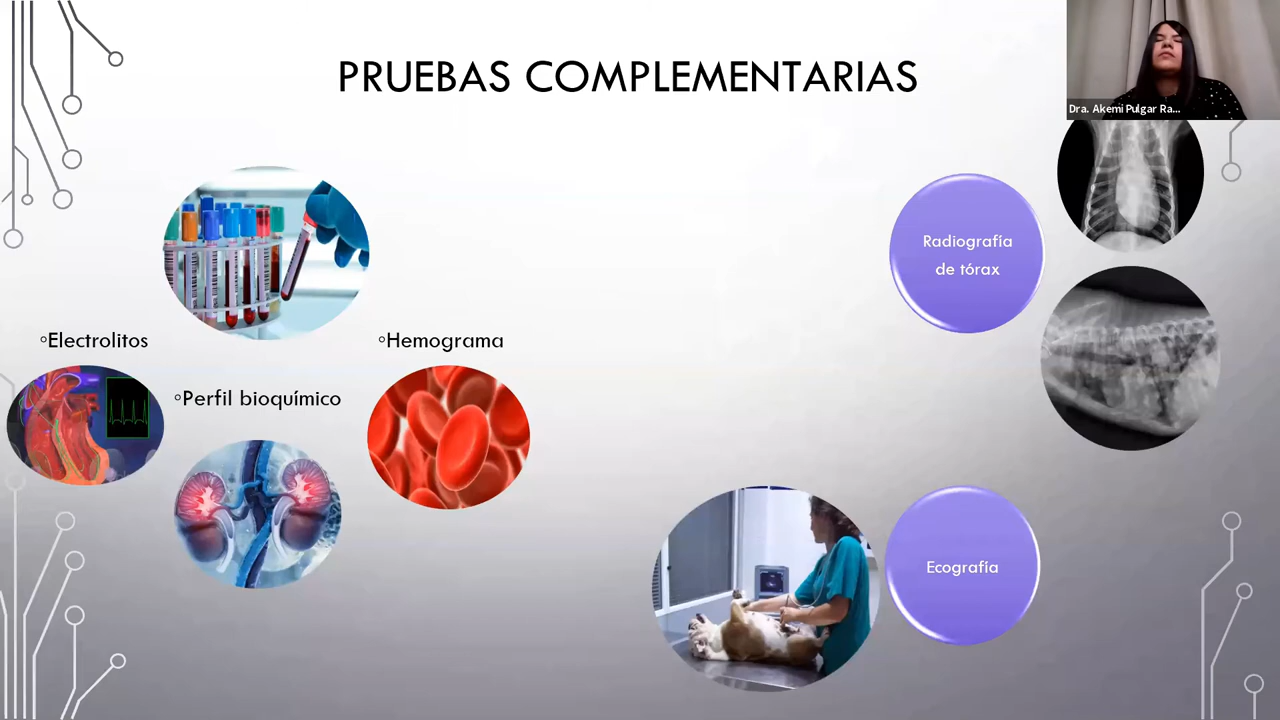 PRUEBAS COMPLEMENTARIAS
Dra. Akemi Pulgar Ra...
Radiografía
de tórax
◦Electrolitos
◦Hemograma
◦Perfil bioquímico
Ecografía